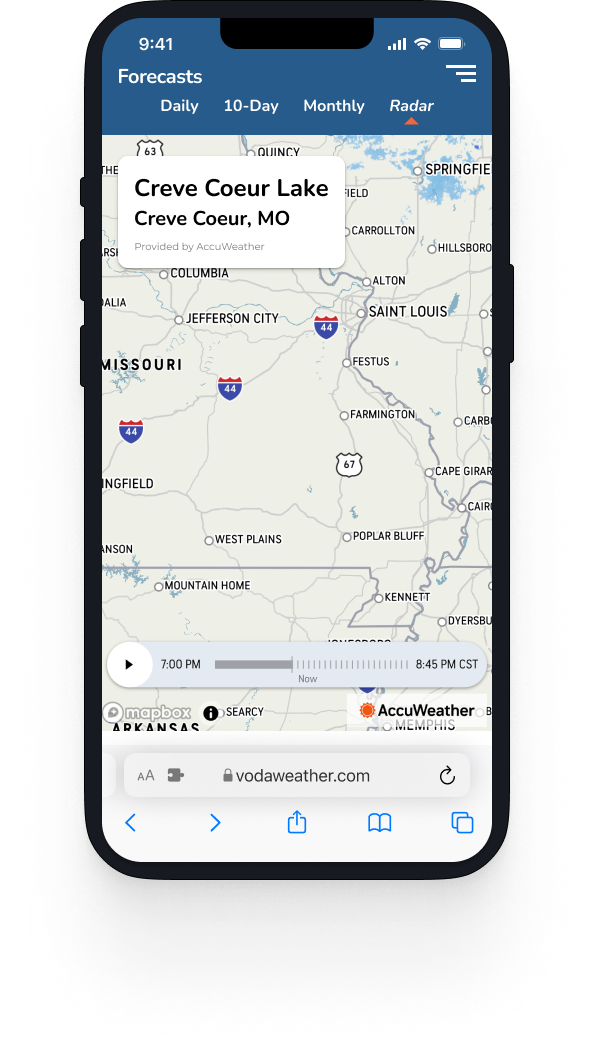 9:41
Forecasts
Daily 10-Day Monthly Radar
63
QUINCY
SPRINGFIE
THE
Creve Coeur Lake
Creve Coeur, MO
Provided by AccuWeather
FIELD
CARROLLTON
HILLSBORO
ARSH
COLUMBIA
ALTON
DALIA
JEFFERSON CITY
SAINT LOUIS
S
44
MISSOURI
FESTUS
44
FARMINGTON
CARBO
44
67
CAPE GIRAR
INGFIELD
CAIRO
ANSON
WEST PLAINS
POPLAR BLUFF
MOUNTAIN HOME
KENNETT
DYERSBU
JONESBORO
7:00 PM
8:45 PM CST
Now
mapbox
SEARCY
AccuWeather
B
ARKANSAS
MEMPHIS
AA
vodaweather.com